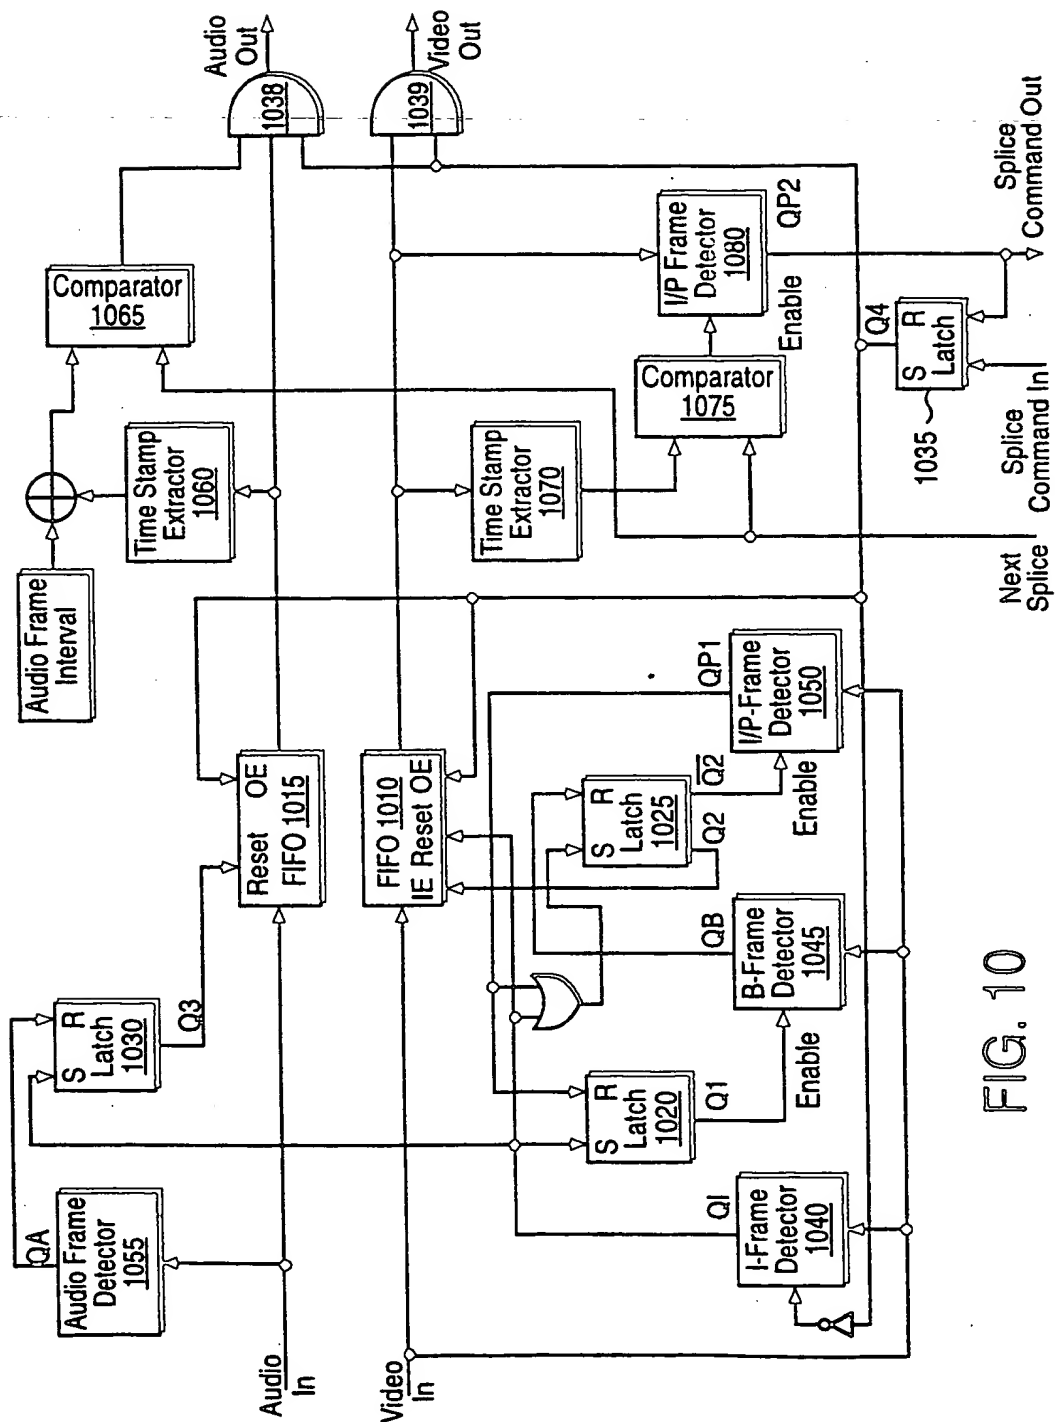 Audio
In
Video
In
QA
Audio Frame
Detector
1055
S R
Latch
1030
Q3
Reset OE
FIFO 1015
FIFO 1010
IE Reset OE
Audio Frame
Interval
Time Stamp
Extractor
1060
Comparator
1065
Audio
Out
1038
Video
Out
1039
Time Stamp
Extractor
1070
Comparator
1075
Enable
I/P Frame
Detector
1080
QP2
QI
I-Frame
Detector
1040
S R
Latch
1020
Q1
Enable
QB
B-Frame
Detector
1045
S R
Latch
1025
Q2 Q2
Enable
QP1
I/P-Frame
Detector
1050
Q4
S R
Latch
1035
Next
Splice
Splice
Command In
Splice
Command Out
FIG. 10